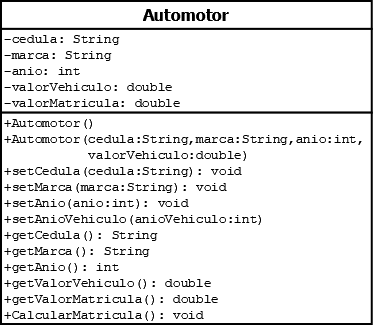 Automotor
-cedula: String
-marca: String
-anio: int
-valorVehiculo: double
-valorMatricula: double
+Automotor()
+Automotor(cedula:String,marca:String,anio:int,
valorVehiculo:double)
+setCedula(cedula:String): void
+setMarca(marca:String): void
+setAnio(anio:int): void
+setAnioVehiculo(anioVehiculo:int)
+getCedula(): String
+getMarca(): String
+getAnio(): int
+getValorVehiculo(): double
+getValorMatricula(): double
+CalcularMatricula(): void